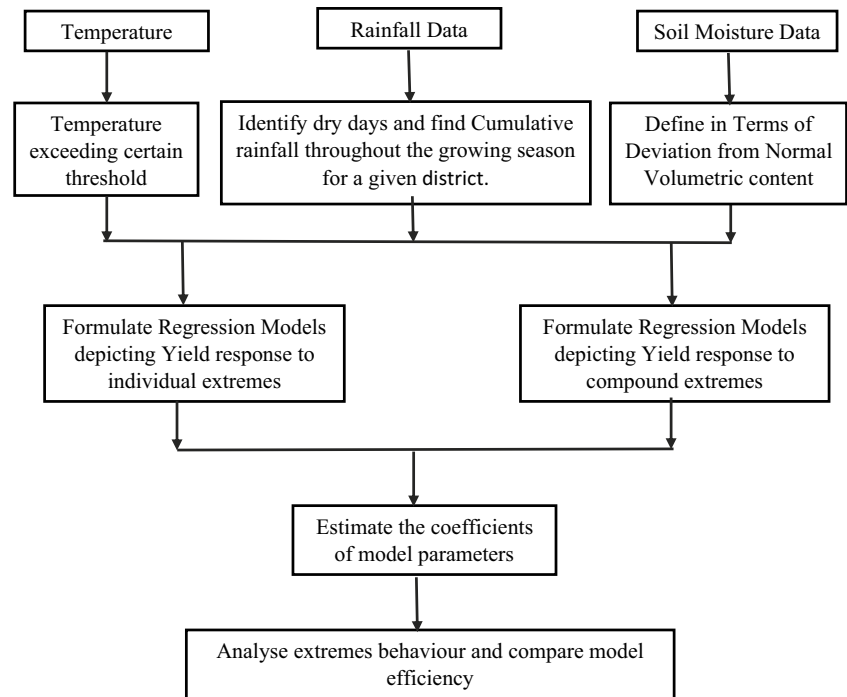 Temperature
Rainfall Data
Soil Moisture Data
Temperature
exceeding certain
threshold
Identify dry days and find Cumulative
rainfall throughout the growing season
for a given district.
Define in Terms of
Deviation from Normal
Volumetric content
Formulate Regression Models
depicting Yield response to
individual extremes
Formulate Regression Models
depicting Yield response to
compound extremes
Estimate the coefficients
of model parameters
Analyse extremes behaviour and compare model
efficiency